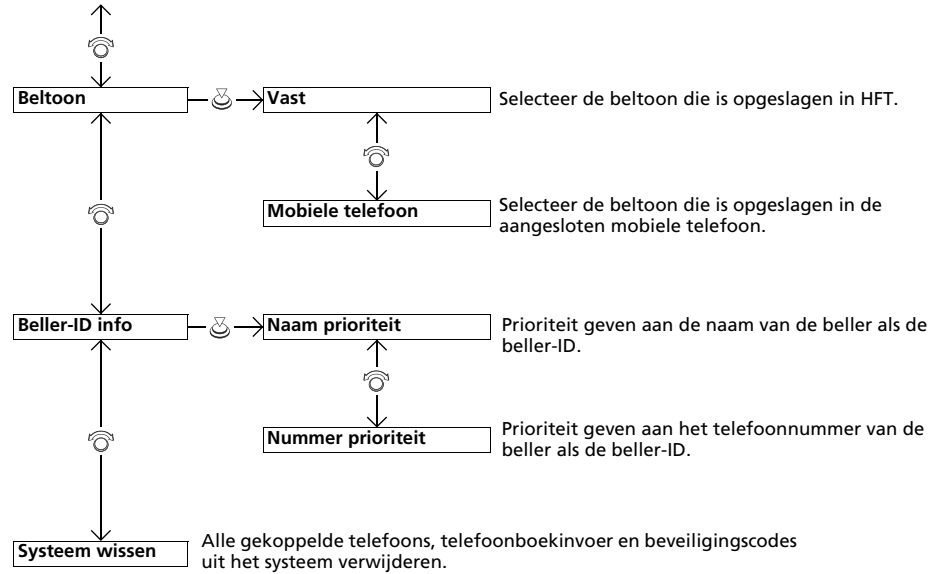 Beltoon
Vast
Selecteer de beltoon die is opgeslagen in HFT.
Mobiele telefoon
Selecteer de beltoon die is opgeslagen in de
aangesloten mobiele telefoon.
Beller-ID info
Naam prioriteit
Prioriteit geven aan de naam van de beller als de
beller-ID.
Nummer prioriteit
Prioriteit geven aan het telefoonnummer van de
beller als de beller-ID.
Systeem wissen
Alle gekoppelde telefoons, telefoonboekinvoer en beveiligingscodes
uit het systeem verwijderen.